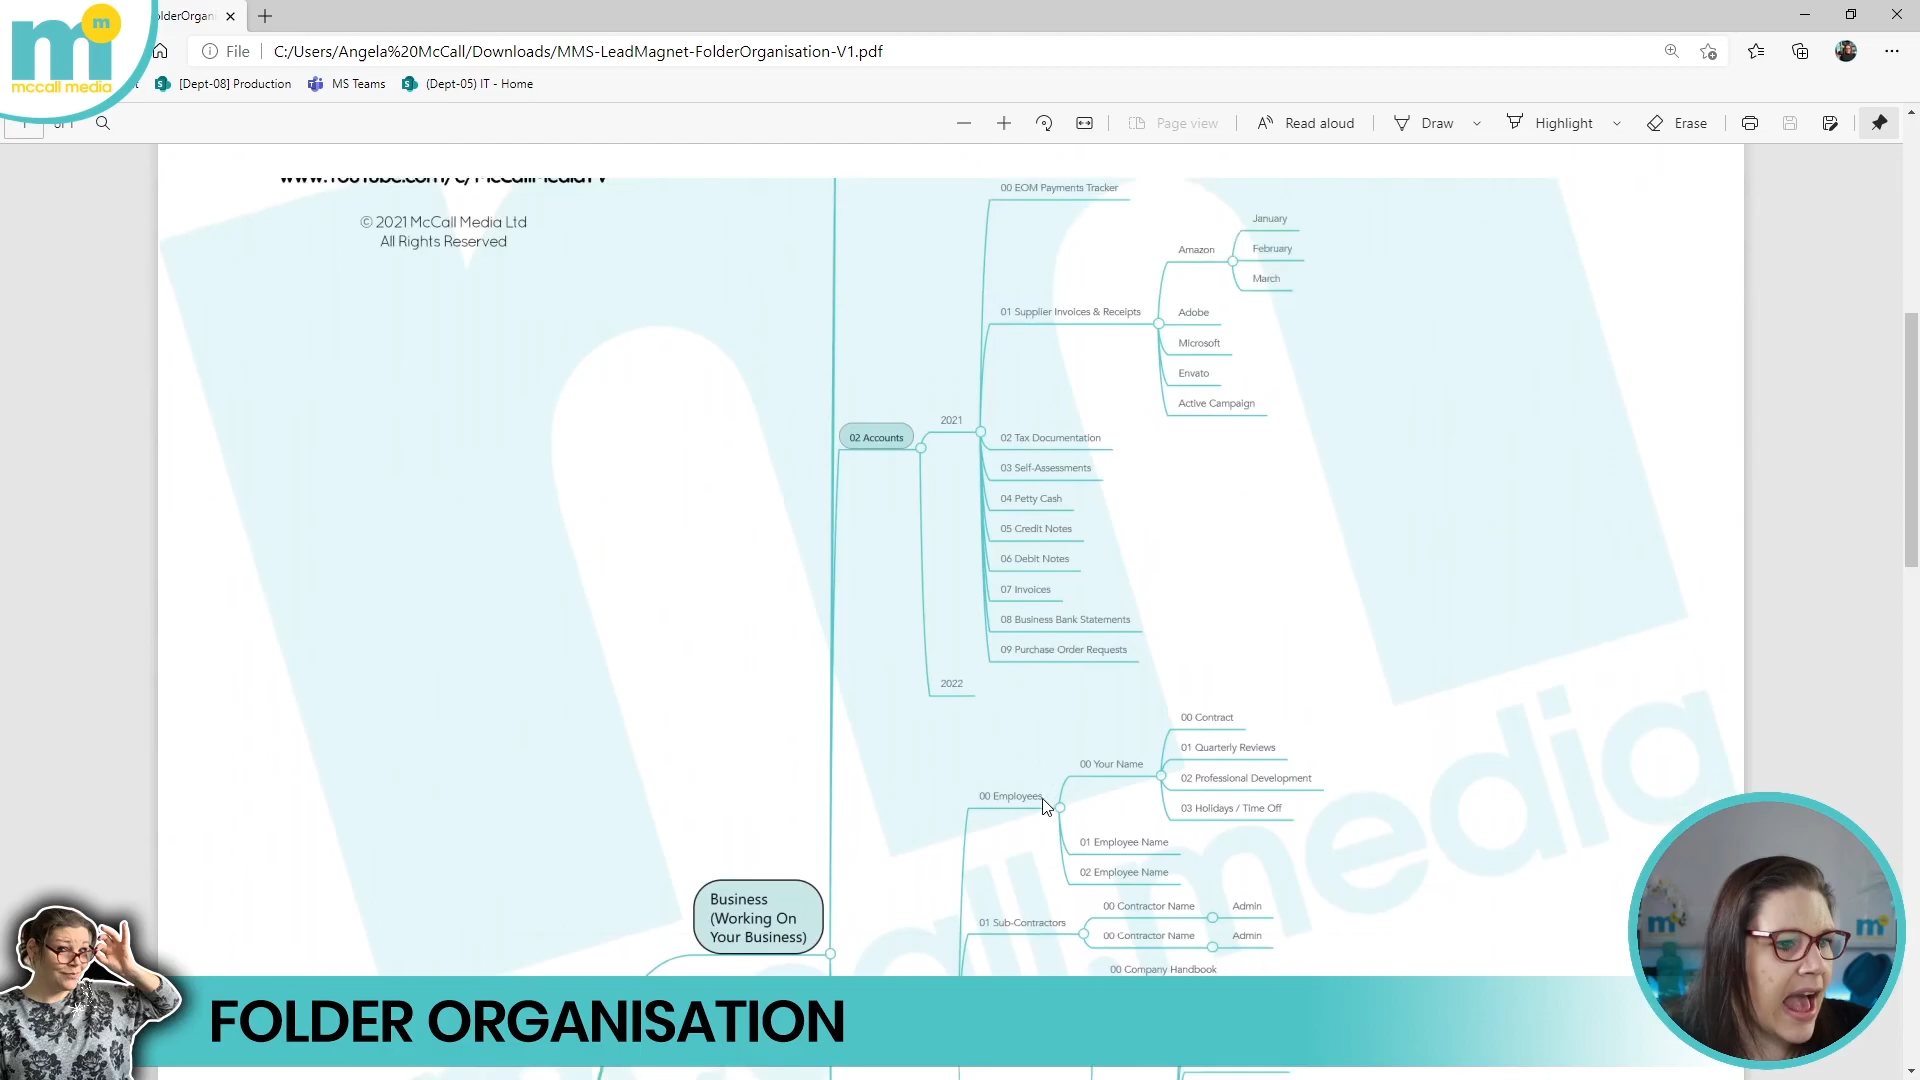 m
m
mccall media
olderOrgani
File
C:/Users/Angela%20McCall/Downloads/MMS-LeadMagnet-FolderOrganisation-V1.pdf
[Dept-08] Production
MS Teams
(Dept-05) IT - Home
Page view
Read aloud
Draw
Highlight
Erase
www.YouTube.com/c/McCallMediaTV
© 2021 McCall Media Ltd
All Rights Reserved
00 EOM Payments Tracker
January
Amazon
February
March
01 Supplier Invoices & Receipts
Adobe
Microsoft
Envato
Active Campaign
2021
02 Accounts
02 Tax Documentation
03 Self-Assessments
04 Petty Cash
05 Credit Notes
06 Debit Notes
07 Invoices
08 Business Bank Statements
09 Purchase Order Requests
2022
00 Contract
01 Quarterly Reviews
00 Your Name
02 Professional Development
00 Employees
03 Holidays / Time Off
01 Employee Name
02 Employee Name
Business
(Working On
Your Business)
00 Contractor Name
Admin
01 Sub-Contractors
00 Contractor Name
Admin
00 Company Handbook
FOLDER ORGANISATION